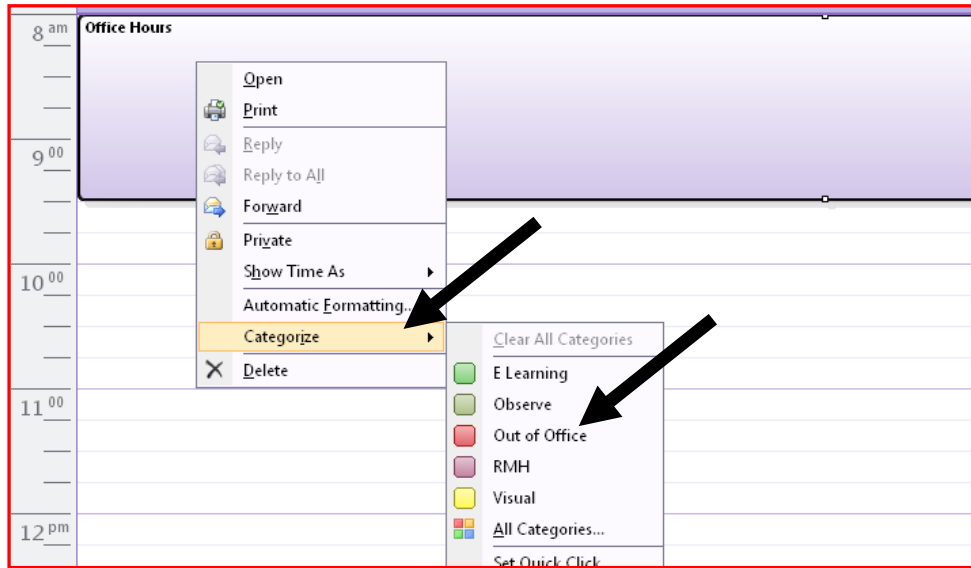 8 am
Office Hours
Open
Print
Reply
Reply to All
Forward
Private
Show Time As
Automatic Formatting..
Categorize
Delete
9 00
10 00
11 00
12 pm
Clear All Categories
E Learning
Observe
Out of Office
RMH
Visual
All Categories...
Set Quick Click